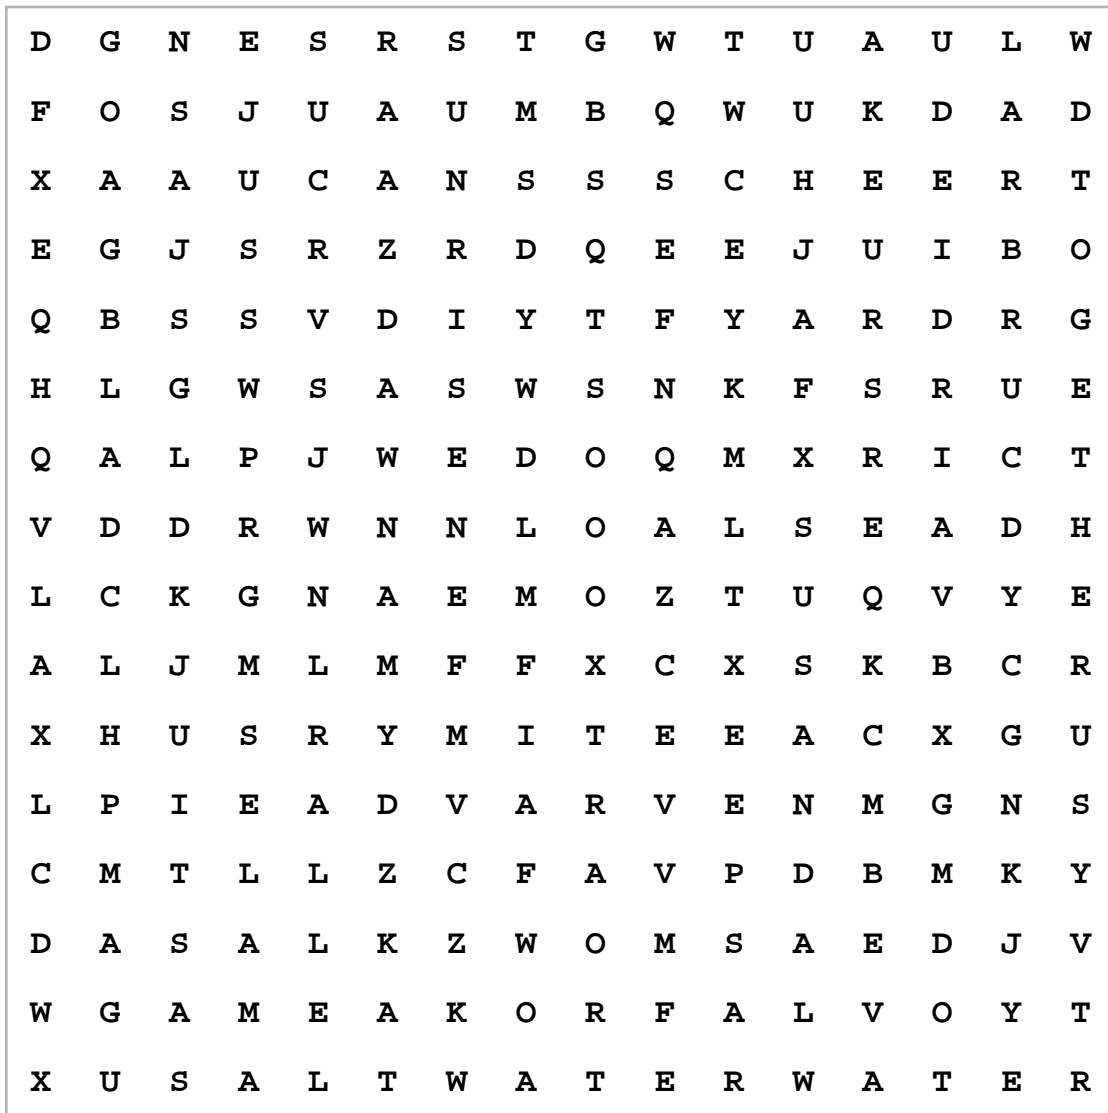 D G N E S R S T G W T U A U L W
F O S J U A U M B Q W U K D A D
X A A U C A N S S S C H E E R T
E G J S R Z R D Q E E J U I B O
Q B S S V D I Y T F Y A R D R G
H L G W S A S W S N K F S R U E
Q A L P J W E D O Q M X R I C T
V D D R W N N L O A L S E A D H
L C K G N A E M O Z T U Q V Y E
A L J M L M F F X C X S K B C R
X H U S R Y M I T E E A C X G U
L P I E A D V A R V E N M G N S
C M T L L Z C F A V P D B M K Y
D A S A L K Z W O M S A E D J V
W G A M E A K O R F A L V O Y T
X U S A L T W A T E R W A T E R